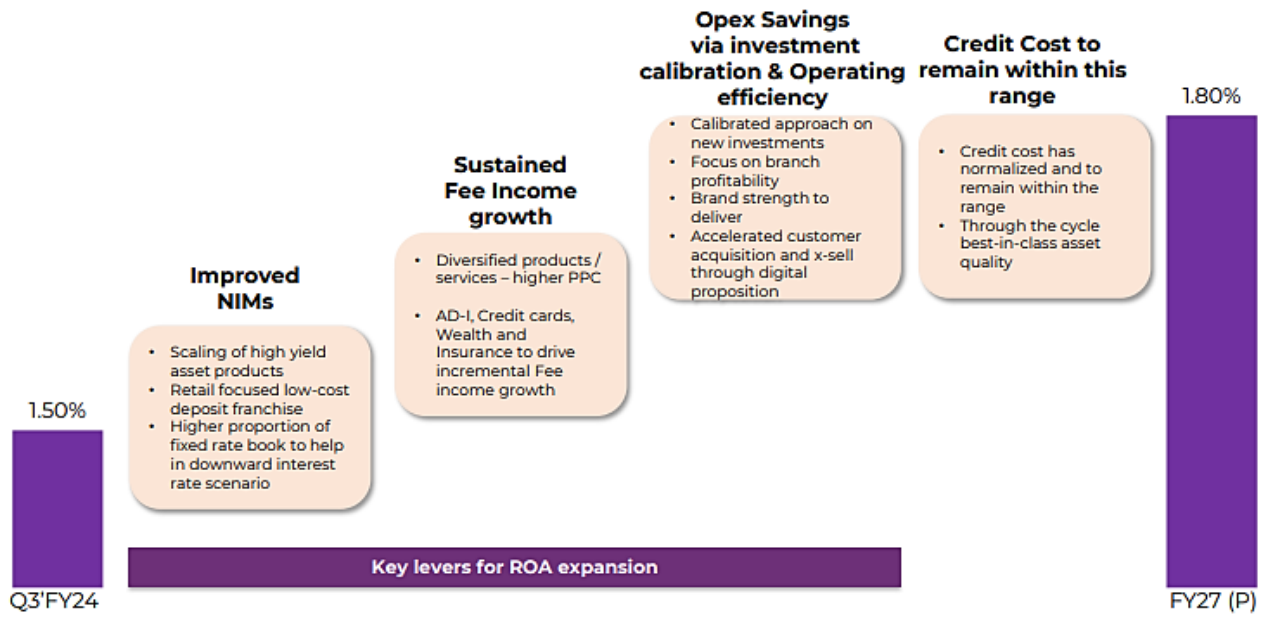 1.50%
Q3'FY24
Improved
NIMs
• Scaling of high yield
asset products
• Retail focused low-cost
deposit franchise
• Higher proportion of
fixed rate book to help
in downward interest
rate scenario
Sustained
Fee Income
growth
• Diversified products /
services – higher PPC
• AD-I, Credit cards,
Wealth and
Insurance to drive
incremental Fee
income growth
Opex Savings
via investment
calibration & Operating
efficiency
• Calibrated approach on
new investments
• Focus on branch
profitability
• Brand strength to
deliver
• Accelerated customer
acquisition and x-sell
through digital
proposition
Credit Cost to
remain within this
range
• Credit cost has
normalized and to
remain within the
range
• Through the cycle
best-in-class asset
quality
1.80%
FY27 (P)
Key levers for ROA expansion